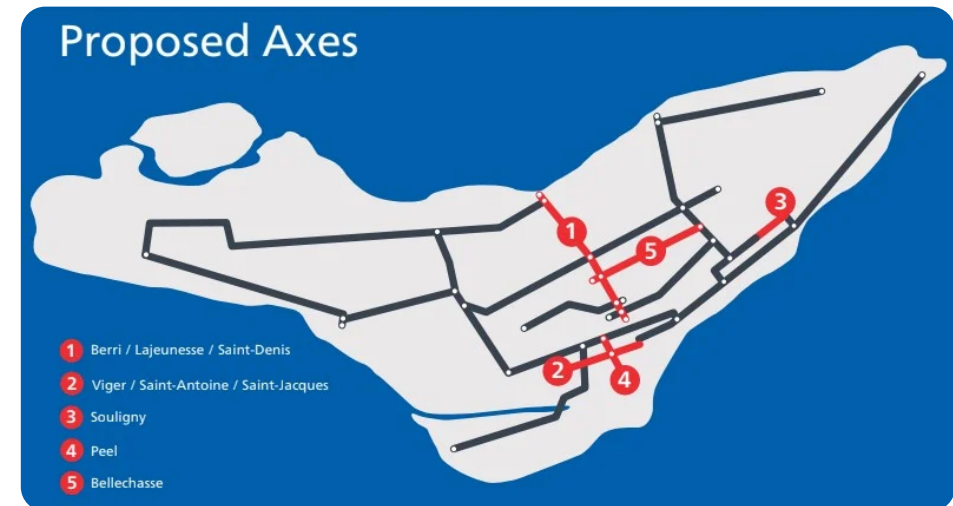 Proposed Axes
1
3
5
2
4
1 Berri / Lajeunesse / Saint-Denis
2 Viger / Saint-Antoine / Saint-Jacques
3 Souligny
4 Peel
5 Bellechasse